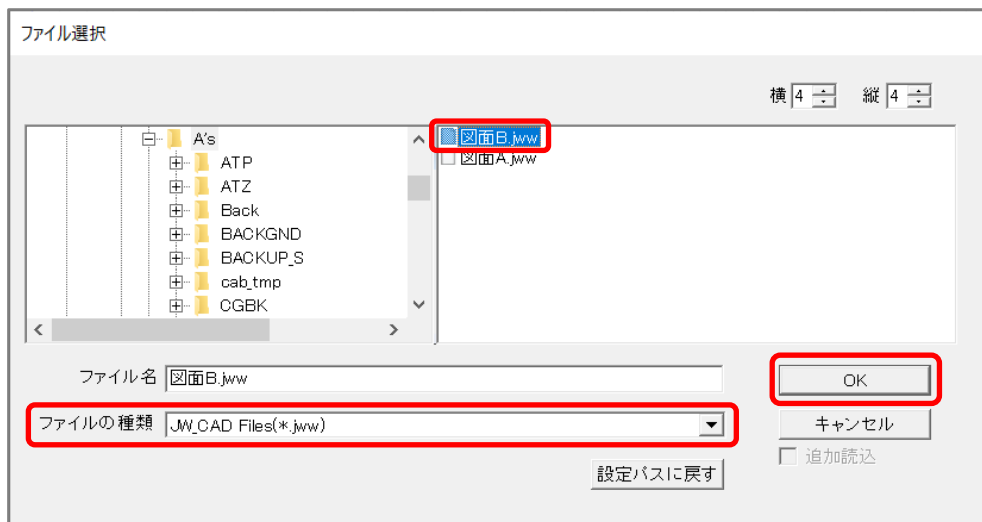 ファイル選択
横 4 縦 4
A's
ATP
ATZ
Back
BACKGND
BACKUP_S
cab_tmp
CGBK
図面B.jww
図面A.jww
ファイル名 図面B.jww
OK
ファイルの種類 JW_CAD Files(*.jww)
キャンセル
追加読込
設定パスに戻す